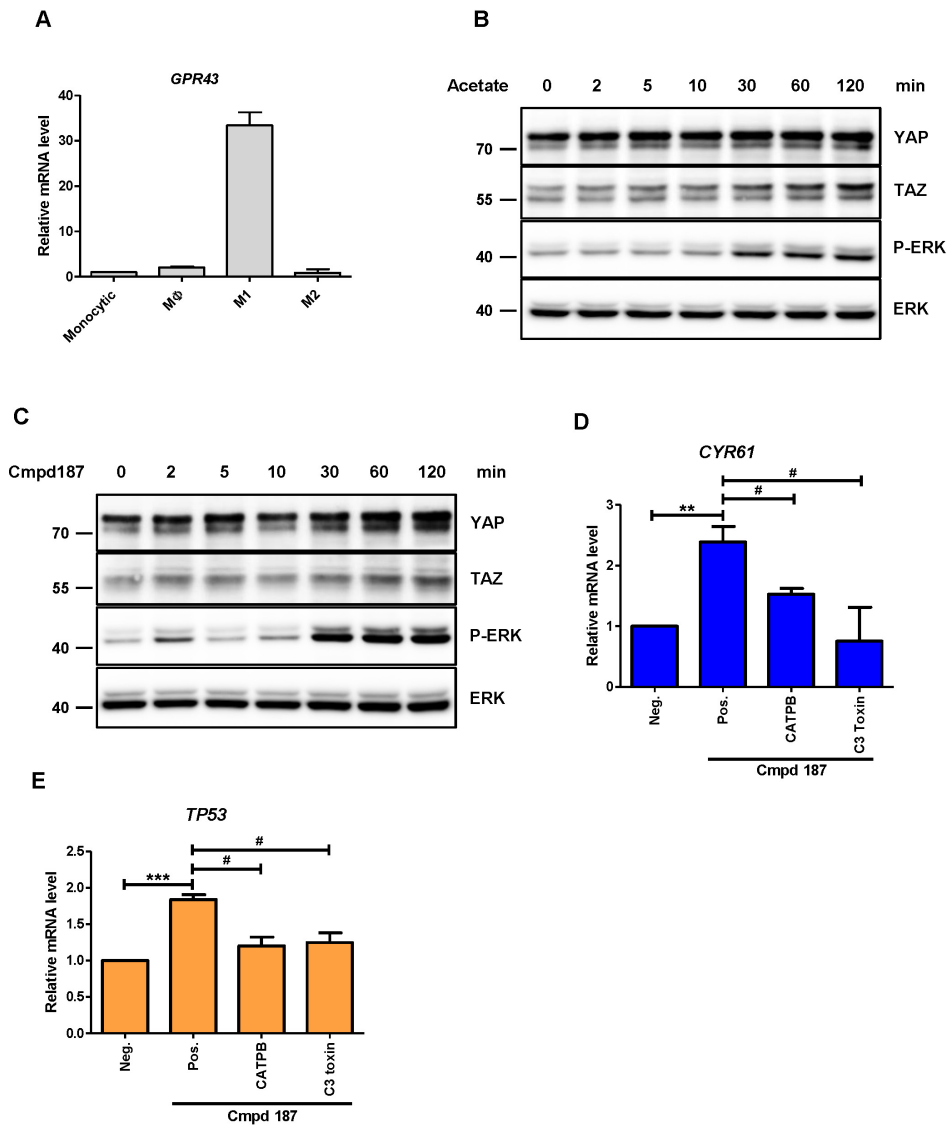 A
GPR43
Relative mRNA level
40
30
20
10
0
Monocytic
MΦ
M1
M2
B
Acetate 0 2 5 10 30 60 120 min
70
YAP
55
TAZ
40
P-ERK
40
ERK
C
Cmpd187 0 2 5 10 30 60 120 min
70
YAP
55
TAZ
40
P-ERK
40
ERK
D
CYR61
#
#
**
Relative mRNA level
3
2
1
0
Neg.
Pos.
CATPB
C3 Toxin
Cmpd 187
E
TP53
#
#
***
Relative mRNA level
2.5
2.0
1.5
1.0
0.5
0.0
Neg.
Pos.
CATPB
C3 toxin
Cmpd 187